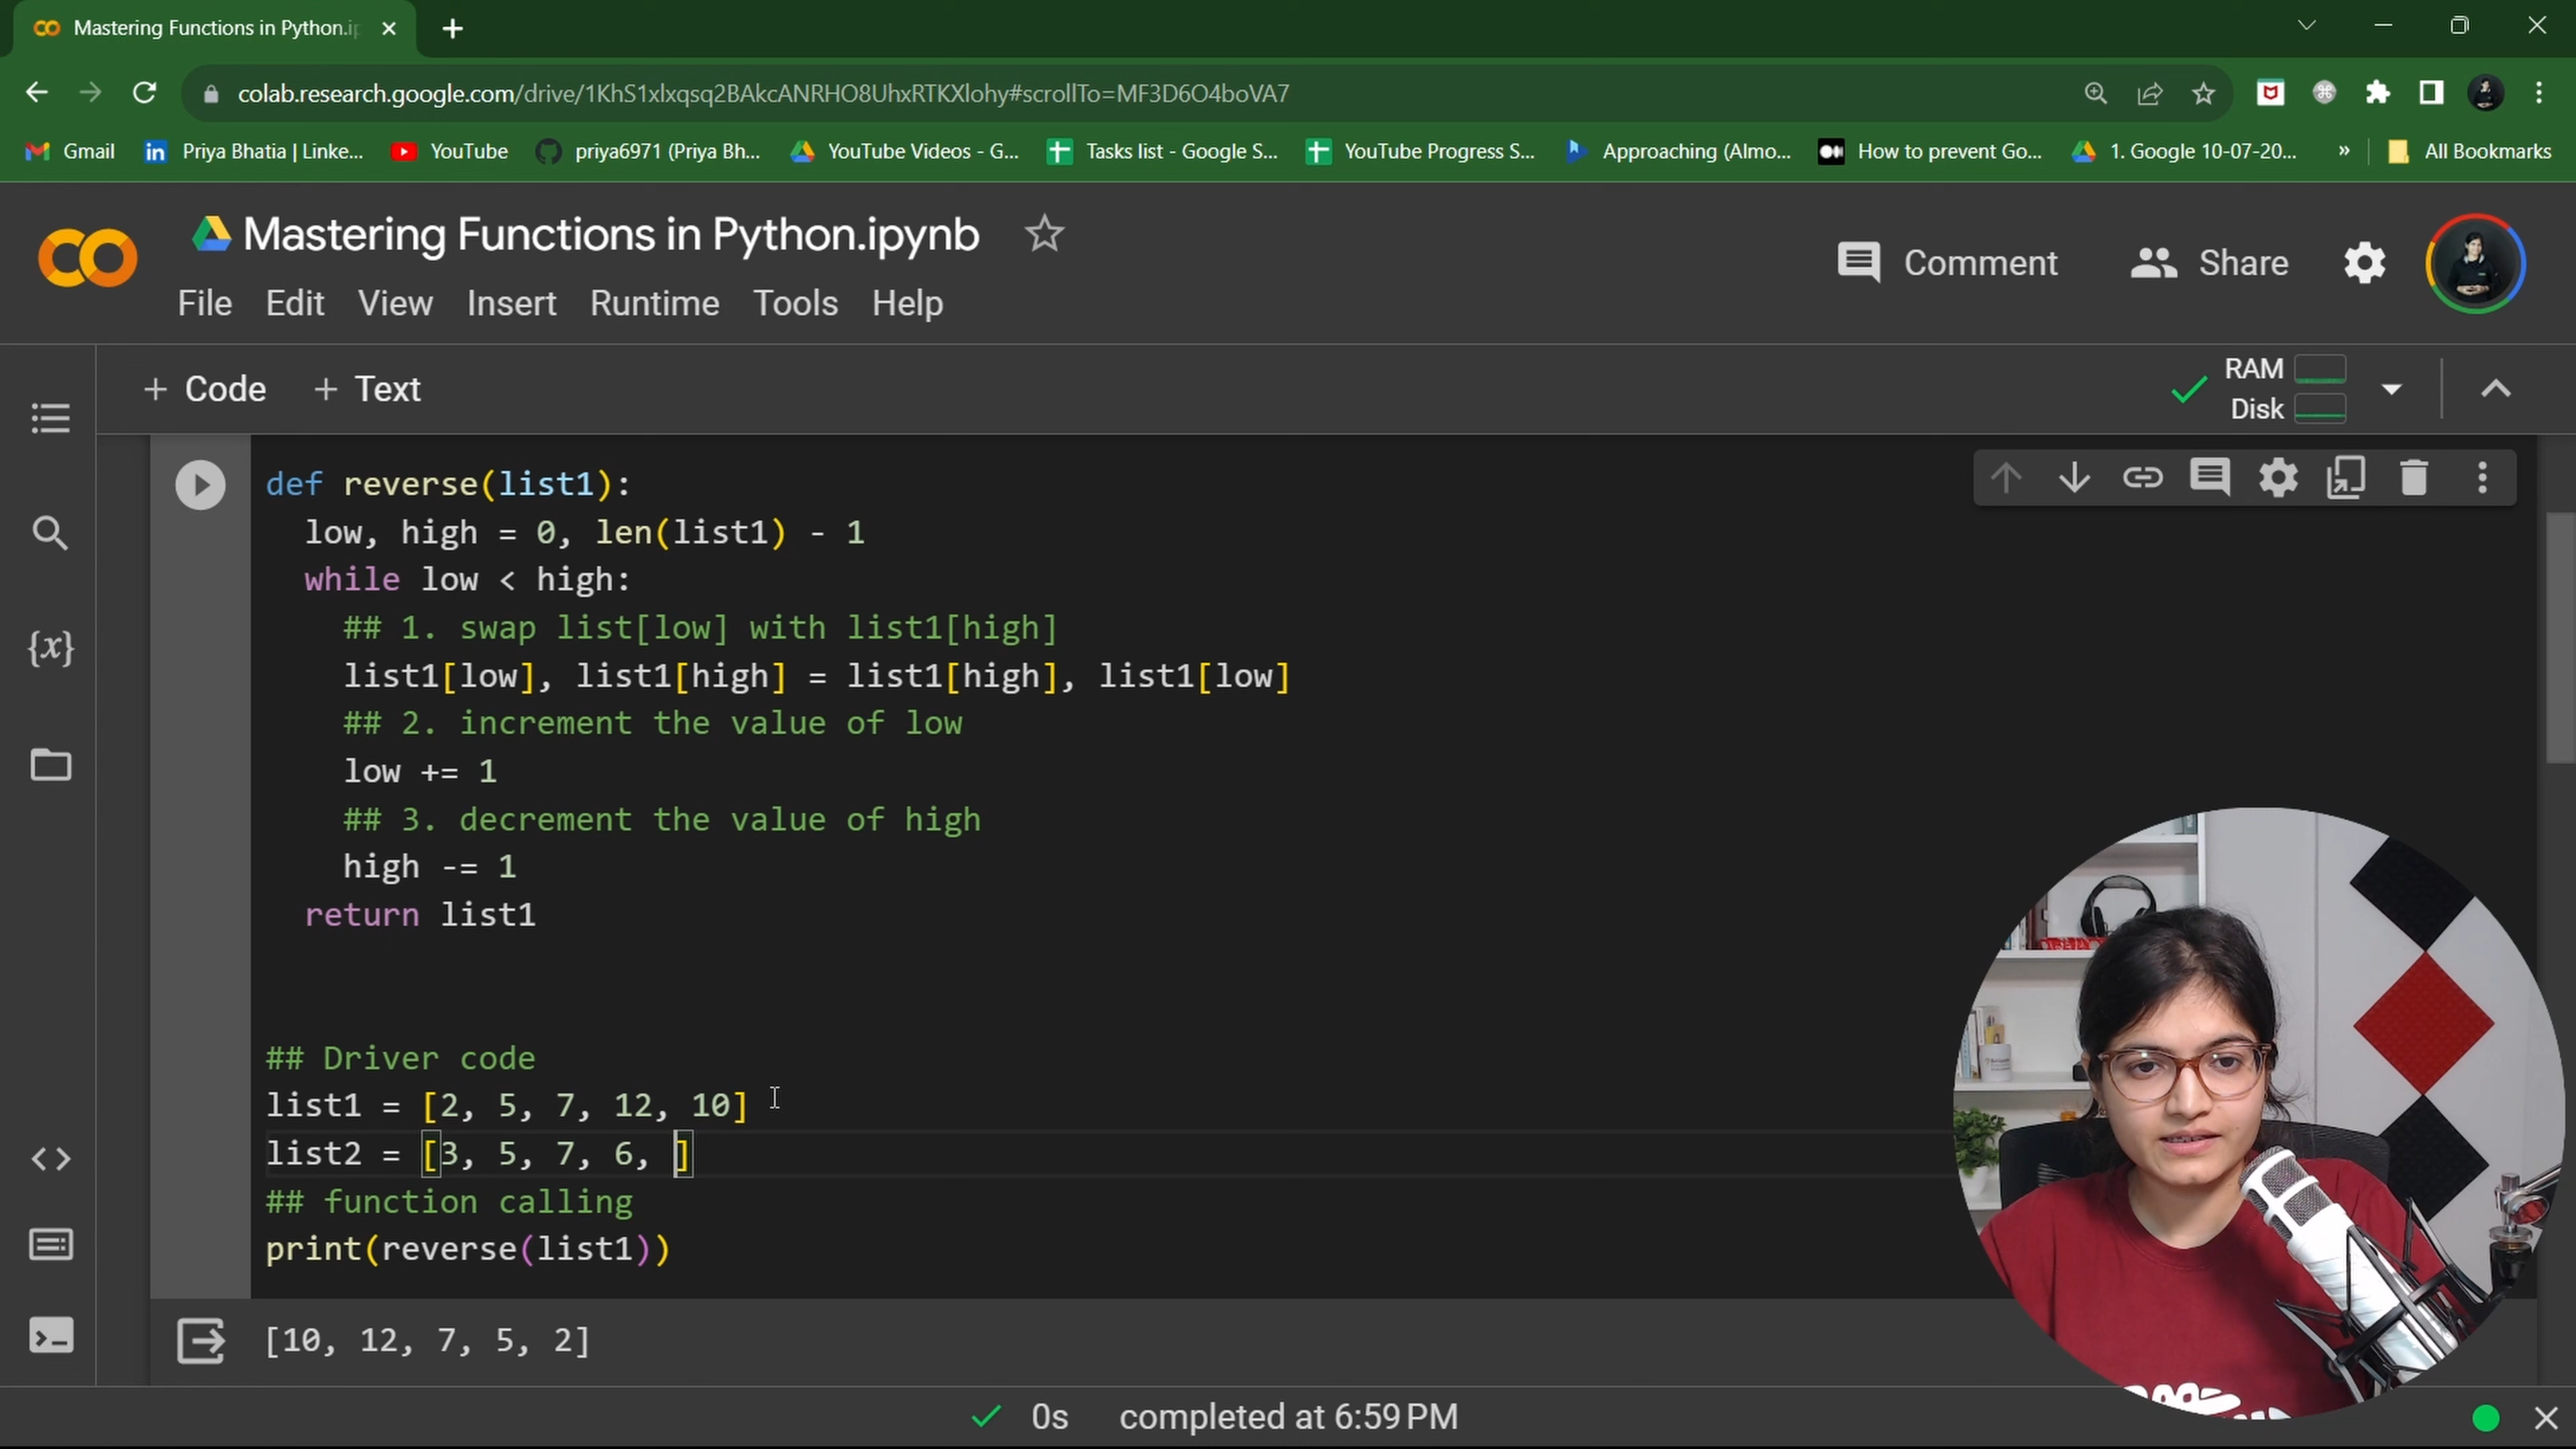 Mastering Functions in Python.ip
colab.research.google.com/drive/1KhS1xlxqsq2BAkcANRHO8UhxRTKXlohy#scrollTo=MF3D6O4boVA7
Gmail
Priya Bhatia | Linke...
YouTube
priya6971 (Priya Bh...
YouTube Videos - G...
Tasks list - Google S...
YouTube Progress S...
Approaching (Almo...
How to prevent Go...
1. Google 10-07-20...
»
All Bookmarks
Mastering Functions in Python.ipynb
Comment
Share
File Edit View Insert Runtime Tools Help
+ Code + Text
RAM
Disk
def reverse(list1):
low, high = 0, len(list1) - 1
while low < high:
## 1. swap list[low] with list1[high]
list1[low], list1[high] = list1[high], list1[low]
## 2. increment the value of low
low += 1
## 3. decrement the value of high
high -= 1
return list1
## Driver code
list1 = [2, 5, 7, 12, 10]
list2 = [3, 5, 7, 6, ]
## function calling
print(reverse(list1))
[10, 12, 7, 5, 2]
0s completed at 6:59 PM
{x}